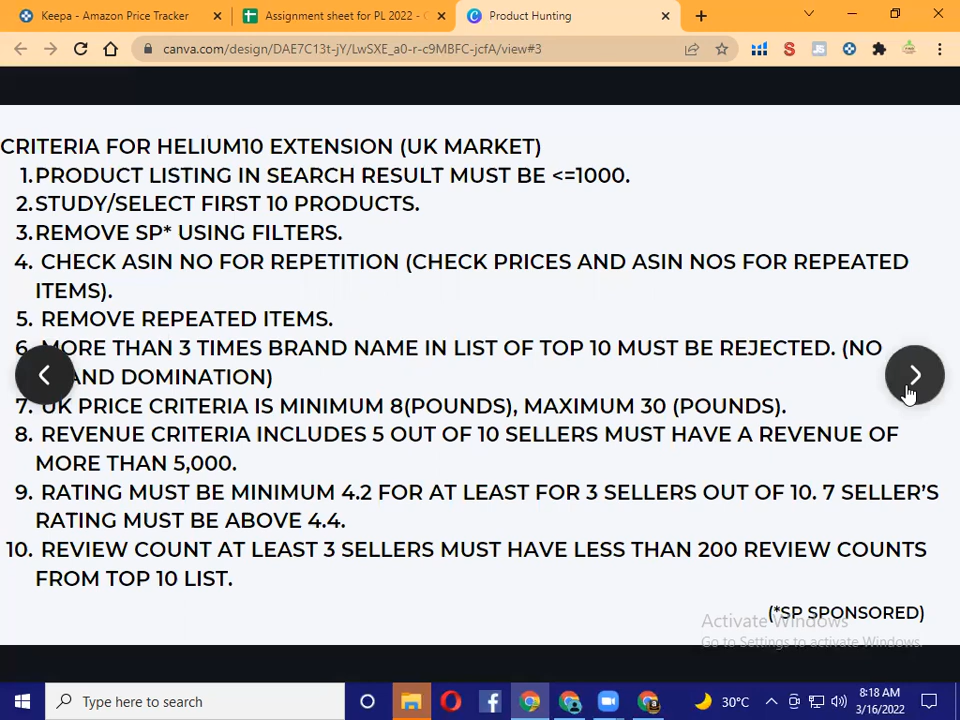 Keepa - Amazon Price Tracker
Assignment sheet for PL 2022 -
Product Hunting
canva.com/design/DAE7C13t-jY/LwSXE_a0-r-c9MBFC-jcfA/view#3
CRITERIA FOR HELIUM10 EXTENSION (UK MARKET)
1.PRODUCT LISTING IN SEARCH RESULT MUST BE <=1000.
2.STUDY/SELECT FIRST 10 PRODUCTS.
3.REMOVE SP* USING FILTERS.
4. CHECK ASIN NO FOR REPETITION (CHECK PRICES AND ASIN NOS FOR REPEATED
ITEMS).
5. REMOVE REPEATED ITEMS.
6. MORE THAN 3 TIMES BRAND NAME IN LIST OF TOP 10 MUST BE REJECTED. (NO
AND DOMINATION)
7. UK PRICE CRITERIA IS MINIMUM 8(POUNDS), MAXIMUM 30 (POUNDS).
8. REVENUE CRITERIA INCLUDES 5 OUT OF 10 SELLERS MUST HAVE A REVENUE OF
MORE THAN 5,000.
9. RATING MUST BE MINIMUM 4.2 FOR AT LEAST FOR 3 SELLERS OUT OF 10. 7 SELLER'S
RATING MUST BE ABOVE 4.4.
10. REVIEW COUNT AT LEAST 3 SELLERS MUST HAVE LESS THAN 200 REVIEW COUNTS
FROM TOP 10 LIST.
(*SP SPONSORED)
Activate Windows
Go to Settings to activate Windows.
Type here to search
30°C
8:18 AM
3/16/2022